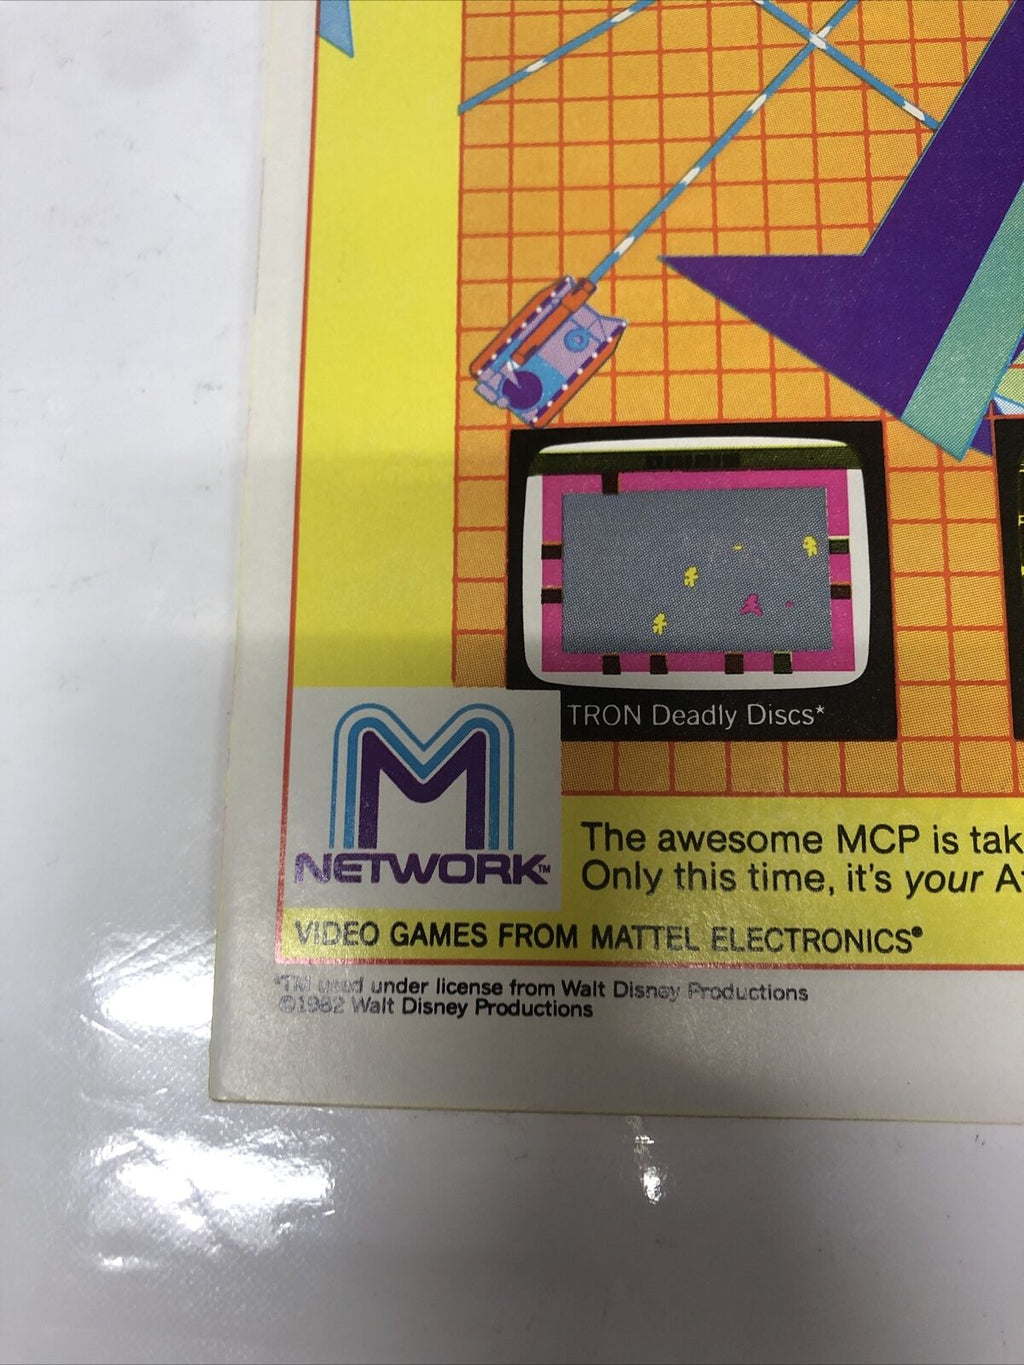 TRON Deadly Discs*
M
NETWORK™
The awesome MCP is tak
Only this time, it's your A
VIDEO GAMES FROM MATTEL ELECTRONICS®
*TM used under license from Walt Disney Productions
©1982 Walt Disney Productions